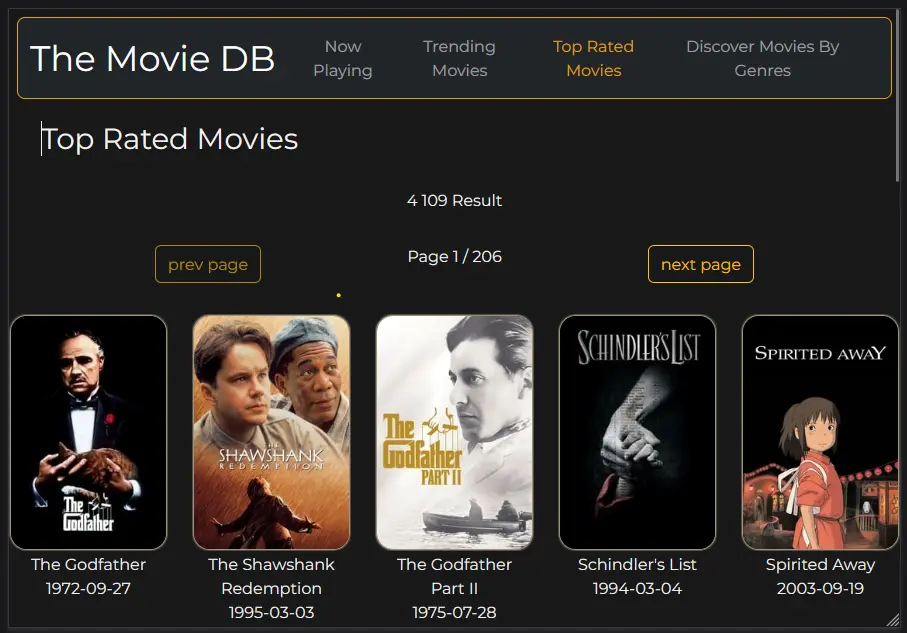 The Movie DB
Now
Playing
Trending
Movies
Top Rated
Movies
Discover Movies By
Genres
Top Rated Movies
4 109 Result
prev page
Page 1 / 206
next page
The
Godfather
THE
SHAWSHANK
REDEMPTION
The
Godfather
PART II
SCHINDLER'S LIST
SPIRITED AWAY
The Godfather
1972-09-27
The Shawshank
Redemption
1995-03-03
The Godfather
Part II
1975-07-28
Schindler's List
1994-03-04
Spirited Away
2003-09-19